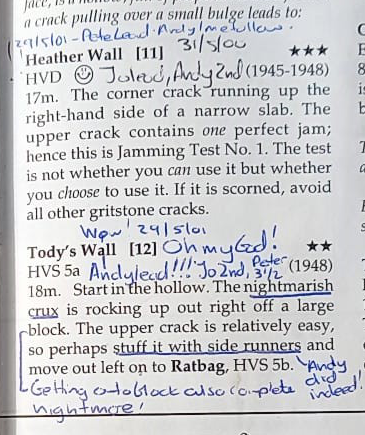 face, is a
a crack pulling over a small bulge leads to:
29/5/01 - Pete Lead. Andy/me follow.
Heather Wall [11] 31/5/00 ★★★
HVD ☺ Jo lead, Andy 2nd (1945-1948)
17m. The corner crack running up the
right-hand side of a narrow slab. The
upper crack contains one perfect jam;
hence this is Jamming Test No. 1. The test
is not whether you can use it but whether
you choose to use it. If it is scorned, avoid
all other gritstone cracks.
Wow! 29/5/01
Tody's Wall [12] Oh my God! ★★
HVS 5a Andy lead!!! Jo 2nd, Peter 3½ (1948)
18m. Start in the hollow. The nightmarish
crux is rocking up out right off a large
block. The upper crack is relatively easy,
so perhaps stuff it with side runners and
move out left on to Ratbag, HVS 5b. Andy did indeed!
Getting onto block also complete
nightmare!